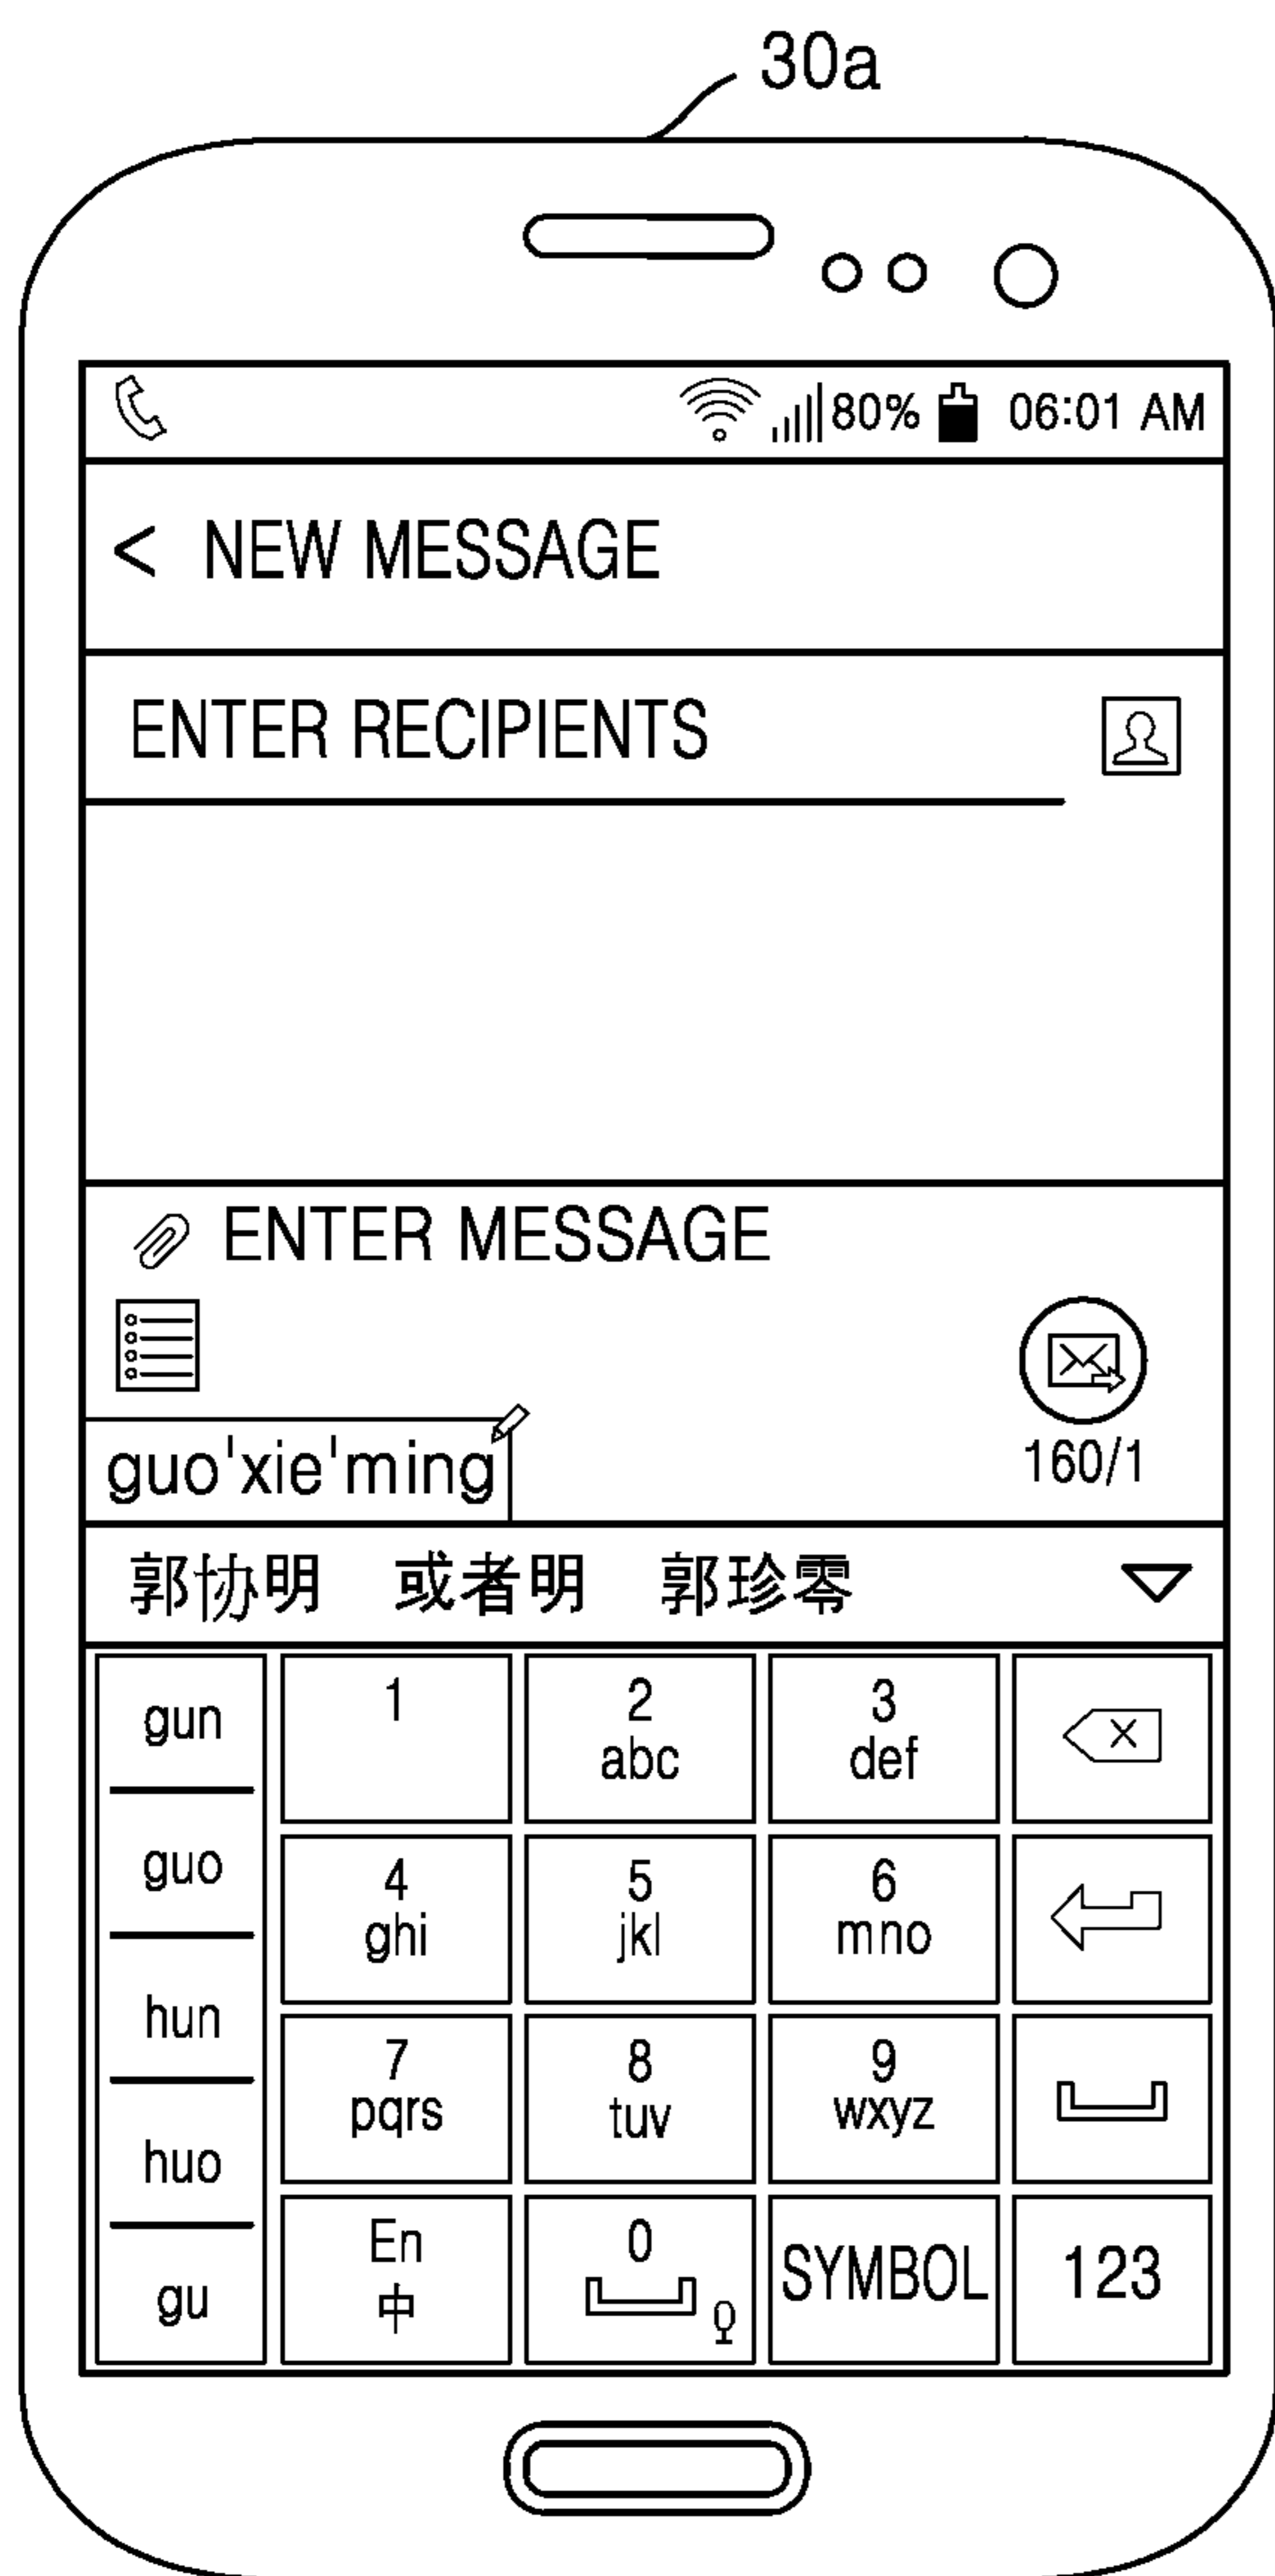 30a
80% 06:01 AM
< NEW MESSAGE
ENTER RECIPIENTS
ENTER MESSAGE
160/1
guo'xie'ming
郭协明 或者明 郭珍零
gun
guo
hun
huo
gu
1
2
abc
3
def
4
ghi
5
jkl
6
mno
7
pqrs
8
tuv
9
wxyz
En
中
0
SYMBOL
123